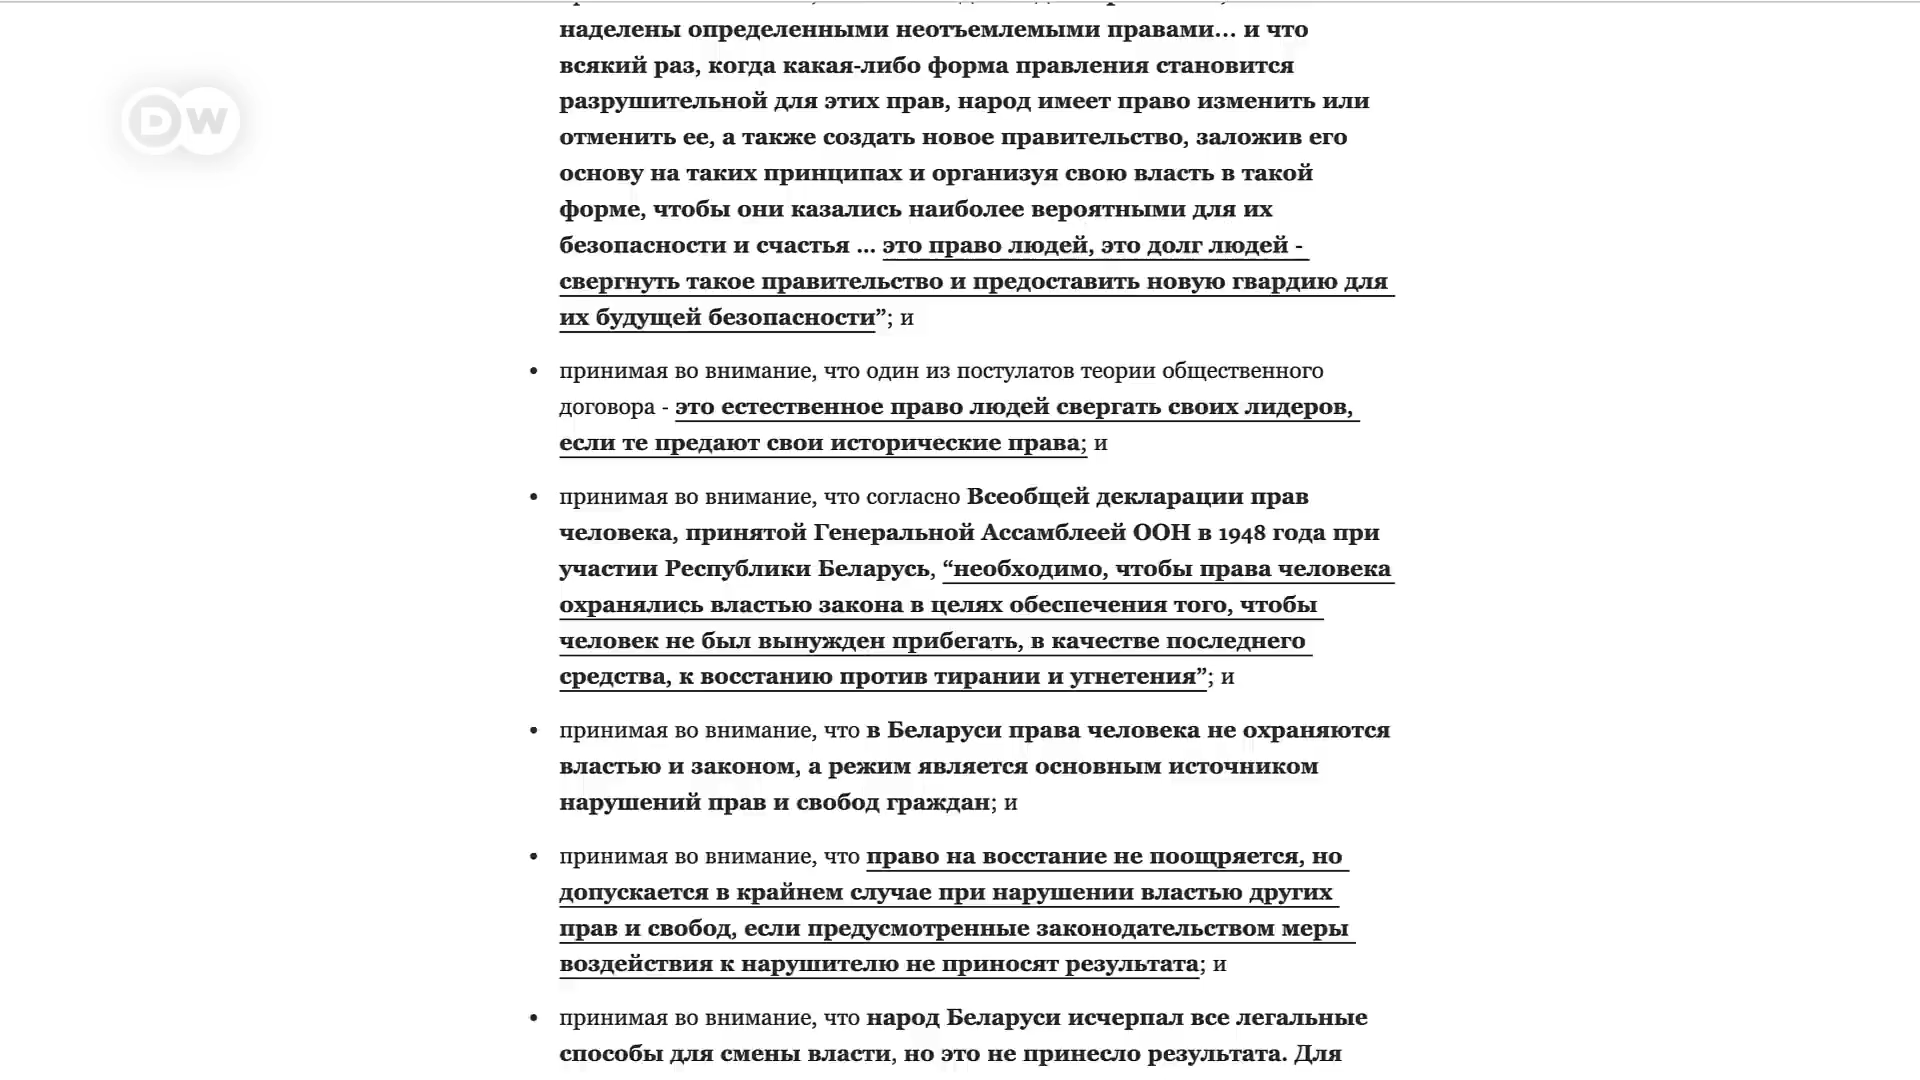 DW
наделены определенными неотъемлемыми правами... и что
всякий раз, когда какая-либо форма правления становится
разрушительной для этих прав, народ имеет право изменить или
отменить ее, а также создать новое правительство, заложив его
основу на таких принципах и организуя свою власть в такой
форме, чтобы они казались наиболее вероятными для их
безопасности и счастья ... это право людей, это долг людей -
свергнуть такое правительство и предоставить новую гвардию для
их будущей безопасности”; и
• принимая во внимание, что один из постулатов теории общественного
договора - это естественное право людей свергать своих лидеров,
если те предают свои исторические права; и
• принимая во внимание, что согласно Всеобщей декларации прав
человека, принятой Генеральной Ассамблеей ООН в 1948 года при
участии Республики Беларусь, “необходимо, чтобы права человека
охранялись властью закона в целях обеспечения того, чтобы
человек не был вынужден прибегать, в качестве последнего
средства, к восстанию против тирании и угнетения”; и
• принимая во внимание, что в Беларуси права человека не охраняются
властью и законом, а режим является основным источником
нарушений прав и свобод граждан; и
• принимая во внимание, что право на восстание не поощряется, но
допускается в крайнем случае при нарушении властью других
прав и свобод, если предусмотренные законодательством меры
воздействия к нарушителю не приносят результата; и
• принимая во внимание, что народ Беларуси исчерпал все легальные
способы для смены власти, но это не принесло результата. Для